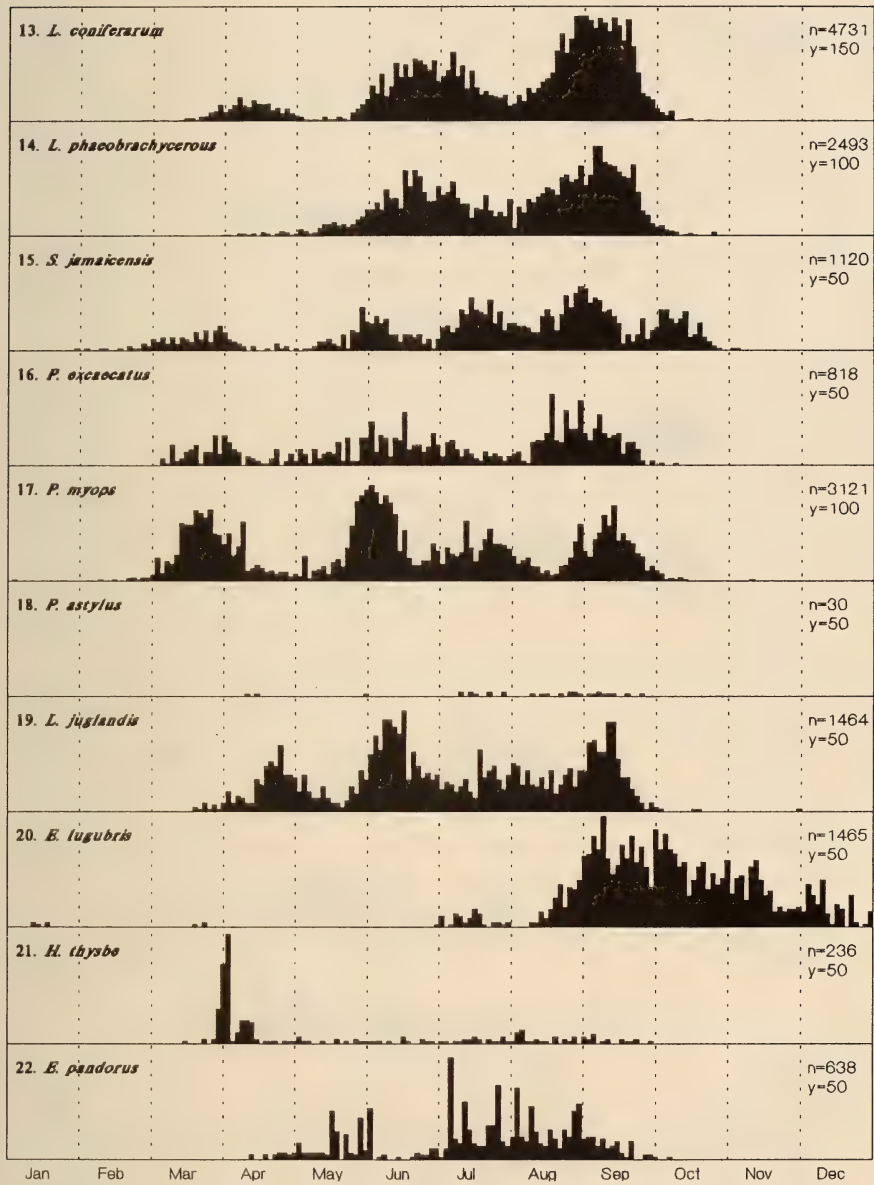 13. L. coniferarum n=4731
y=150
14. L. phaeobrachycerous n=2493
y=100
15. S. jamaicensis n=1120
y=50
16. P. excaecatus n=818
y=50
17. P. myops n=3121
y=100
18. P. astylus n=30
y=50
19. L. juglandis n=1464
y=50
20. E. lugubris n=1465
y=50
21. H. thysbe n=236
y=50
22. E. pandorus n=638
y=50
Jan Feb Mar Apr May Jun Jul Aug Sep Oct Nov Dec